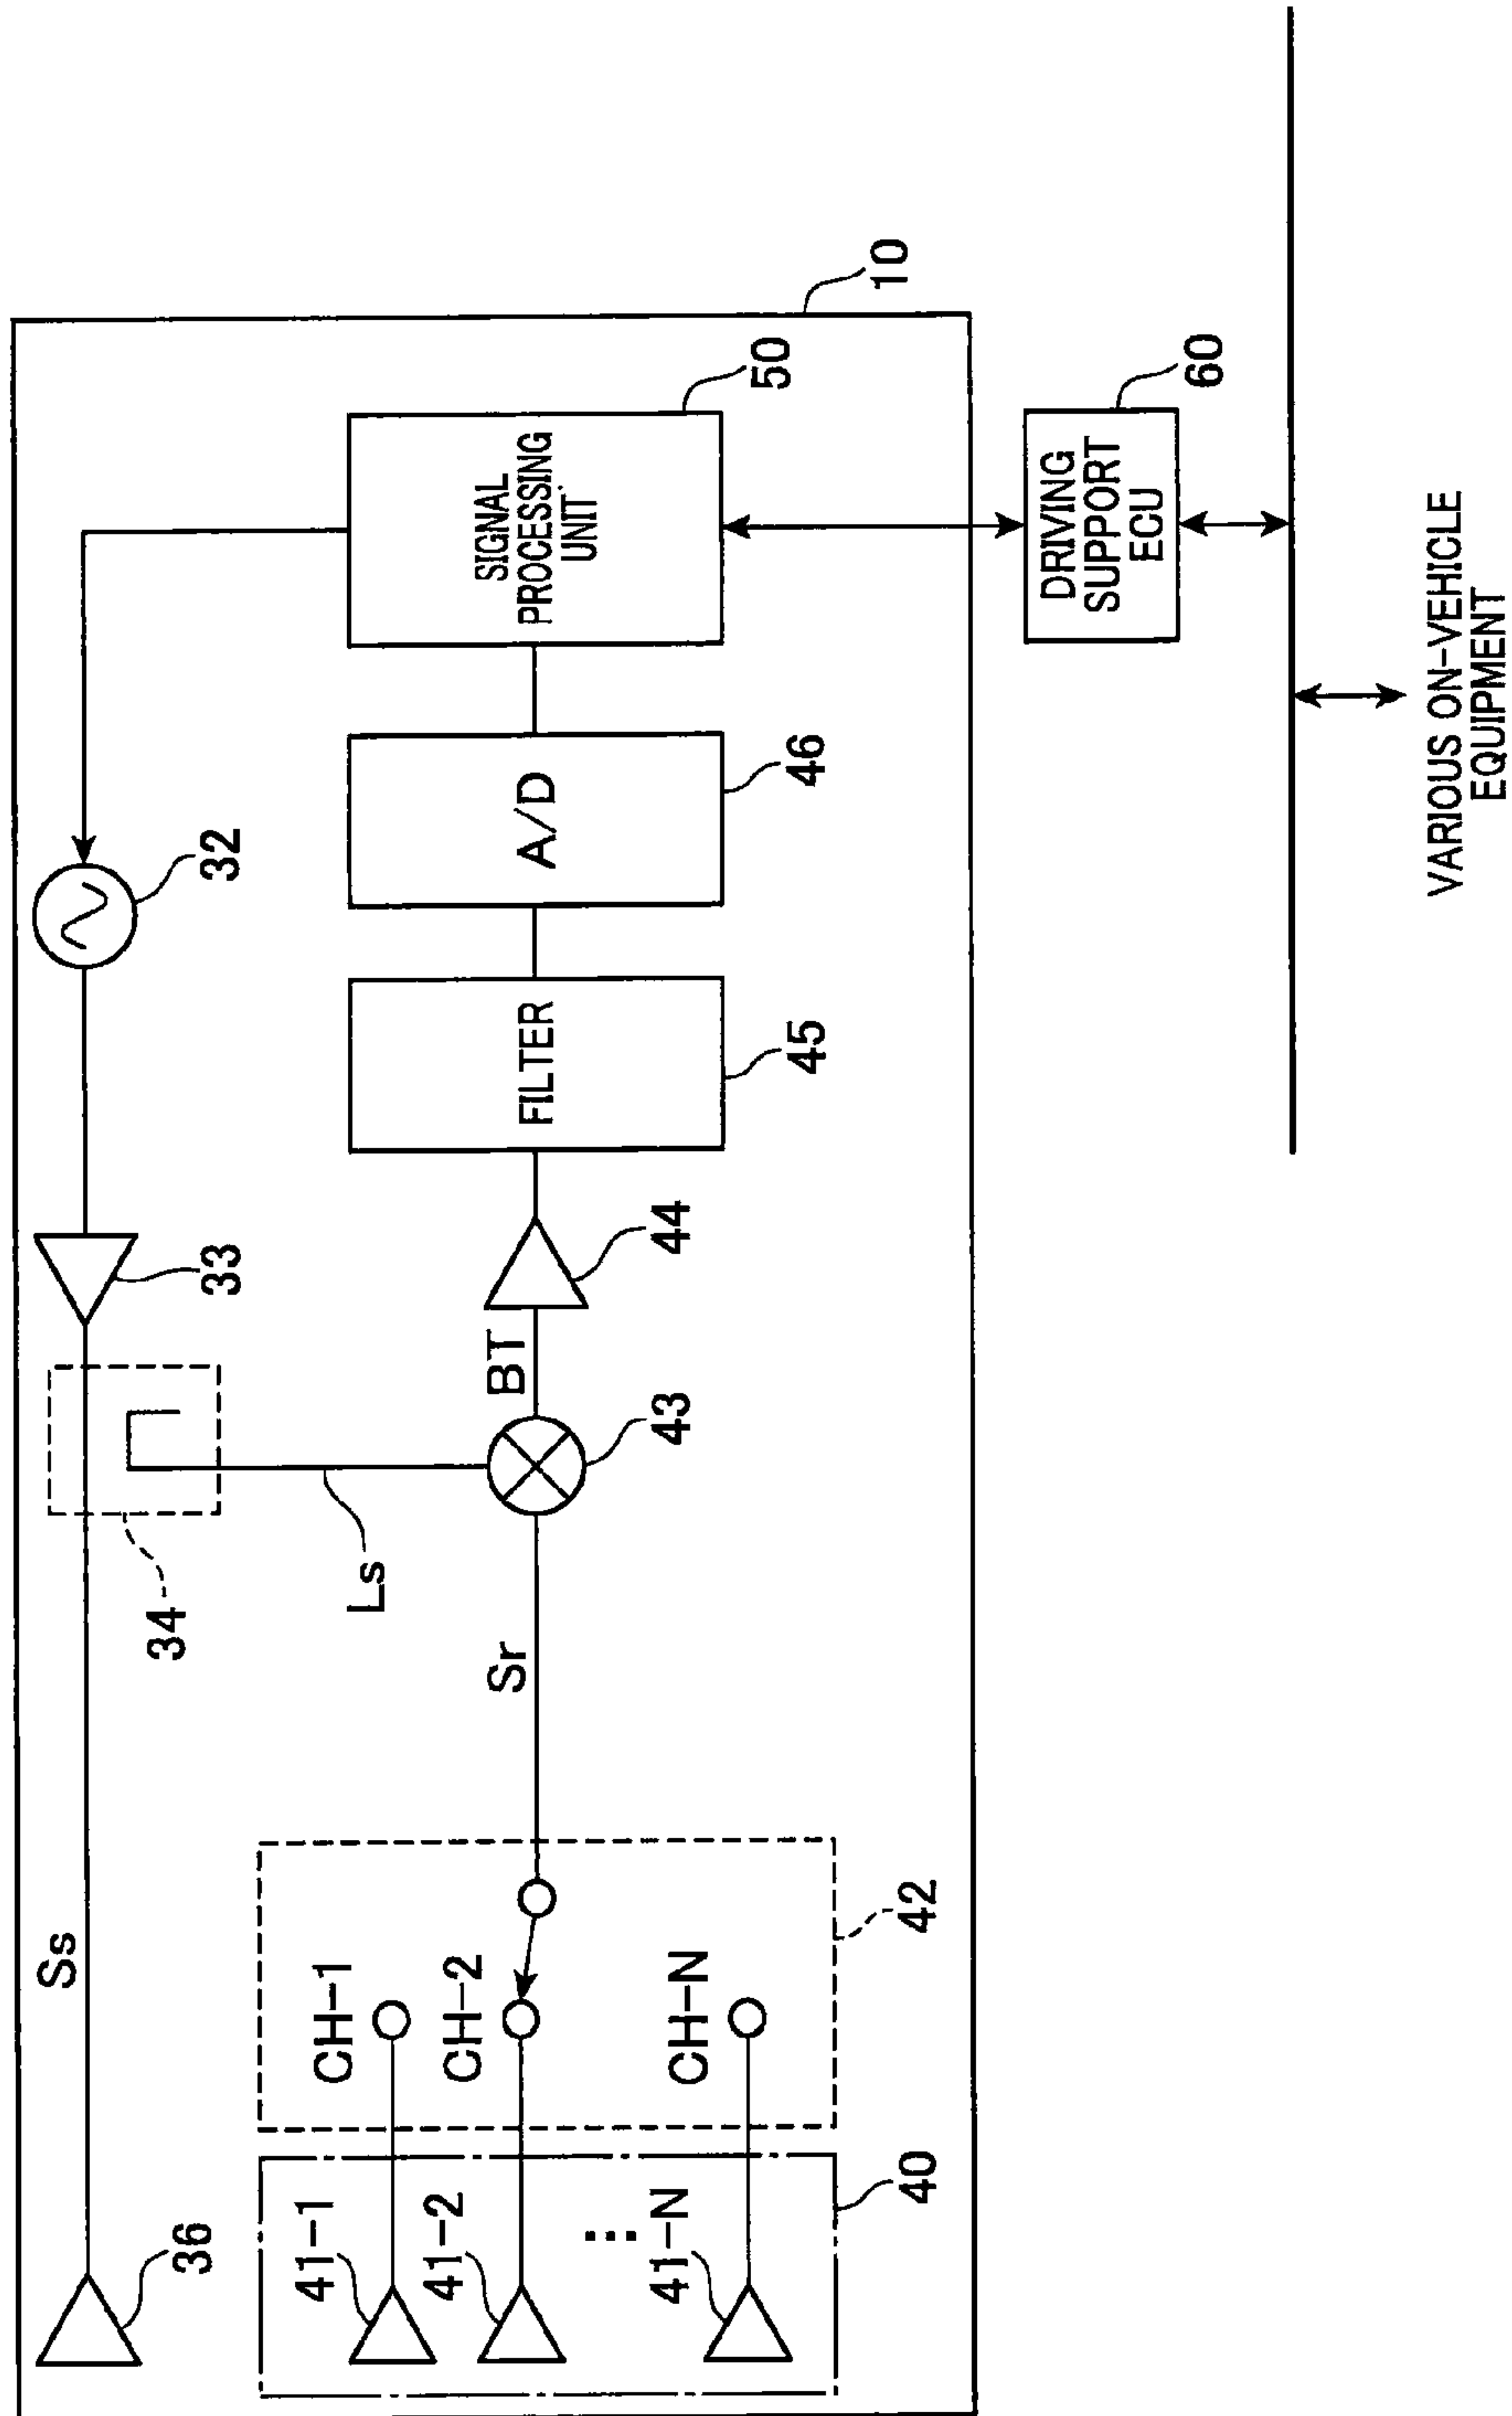 Ss
36
34
33
32
10
Ls
CH-1
CH-2
CH-N
41-1
41-2
⋮
41-N
40
42
Sr
43
BT
44
FILTER
45
A/D
46
SIGNAL
PROCESSING
UNIT
50
DRIVING
SUPPORT
ECU
60
VARIOUS ON-VEHICLE
EQUIPMENT